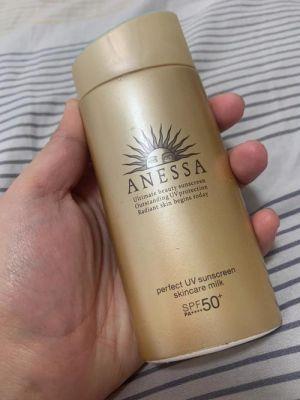 ANESSA
Ultimate beauty sunscreen
Outstanding UV protection
Radiant skin begins today
perfect UV sunscreen
skincare milk
SPF50+
PA++++